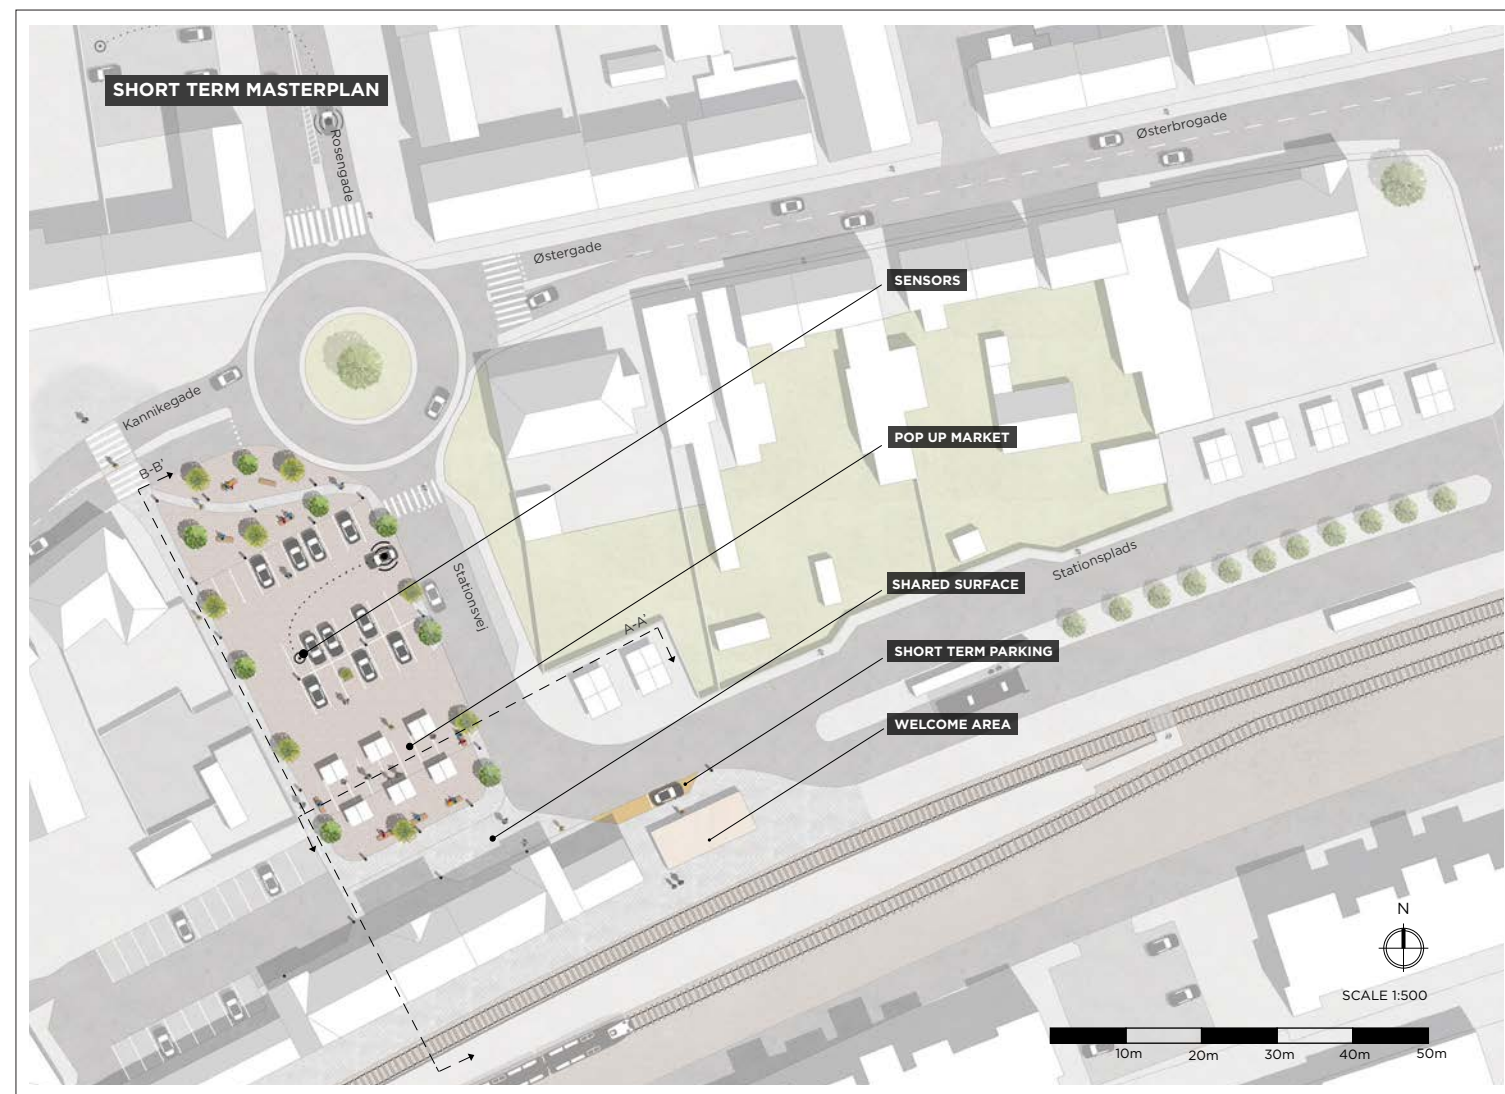 SHORT TERM MASTERPLAN
Rosengade
Østerbrogade
Østergade
SENSORS
Kannikegade
POP UP MARKET
B-B'
Stationsplads
Stationsvej
SHARED SURFACE
A-A'
SHORT TERM PARKING
WELCOME AREA
N
SCALE 1:500
10m 20m 30m 40m 50m